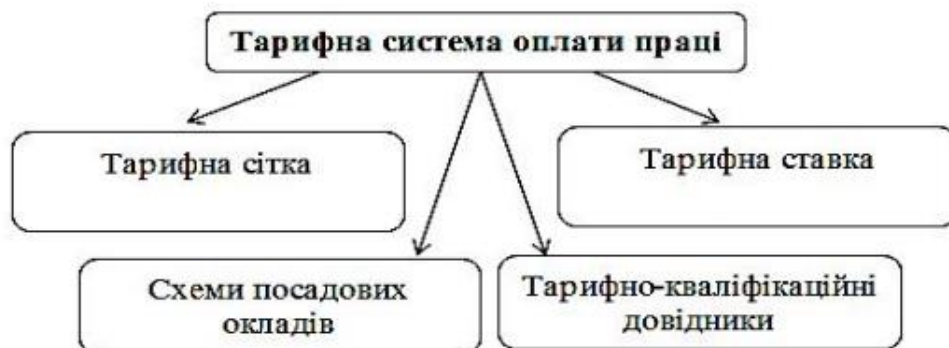 Тарифна система оплати праці
Тарифна сітка
Тарифна ставка
Схеми посадових
окладів
Тарифно-кваліфікаційні
довідники